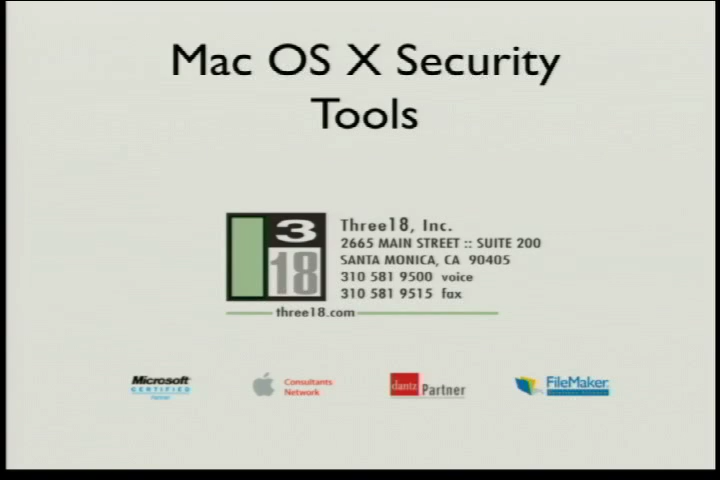 Mac OS X Security
Tools
3
18
Three18, Inc.
2665 MAIN STREET :: SUITE 200
SANTA MONICA, CA 90405
310 581 9500 voice
310 581 9515 fax
three18.com
Microsoft
CERTIFIED
Partner
Consultants
Network
dantz Partner
FileMaker